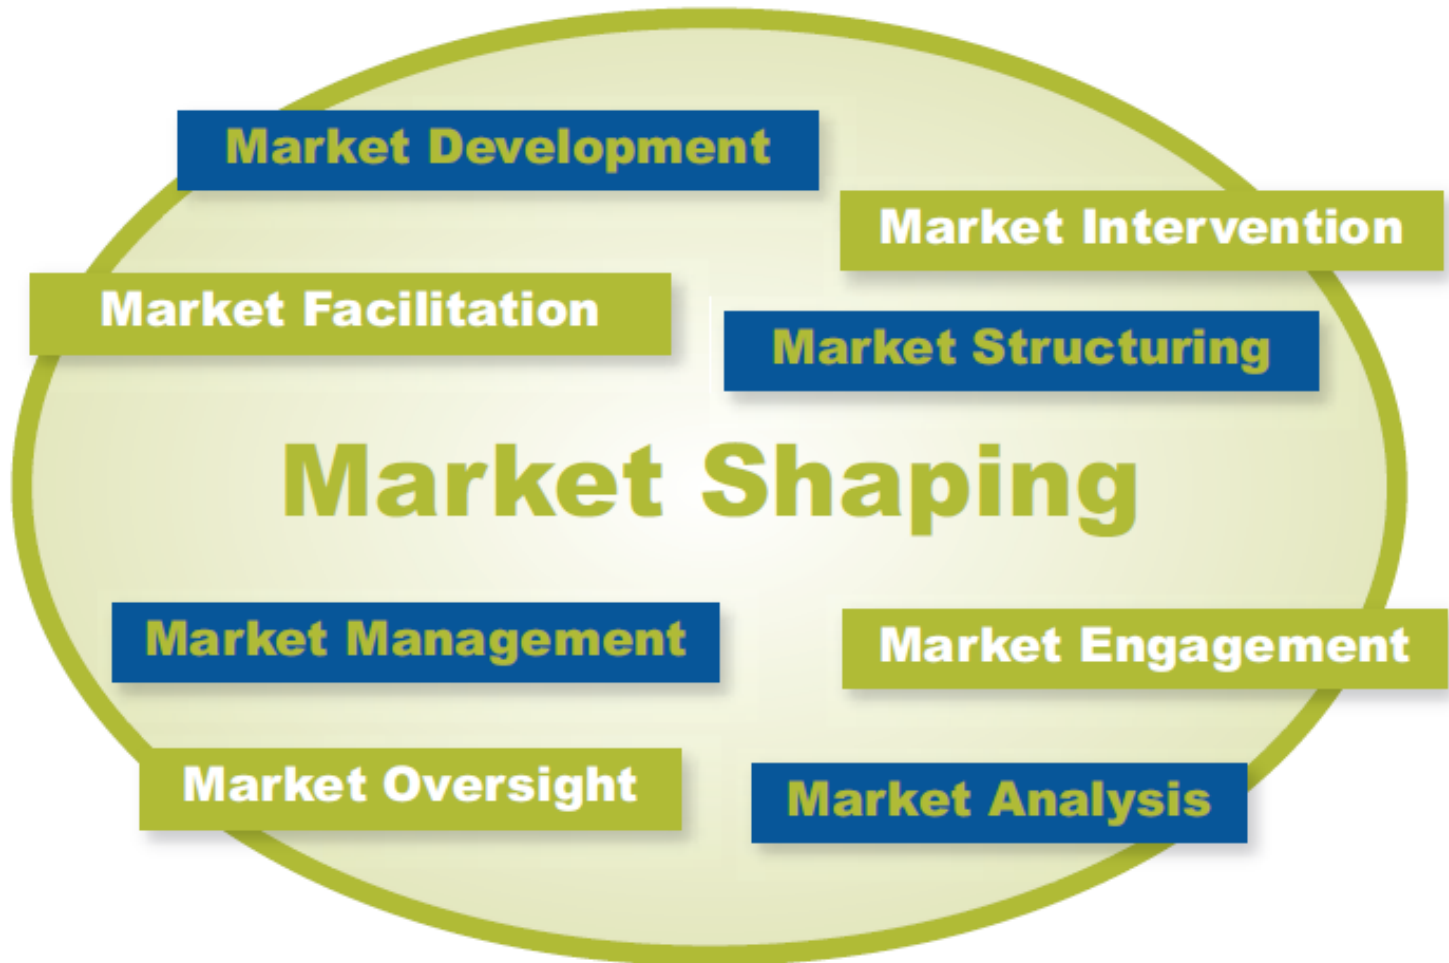 Market Development
Market Intervention
Market Facilitation
Market Structuring
Market Shaping
Market Management
Market Engagement
Market Oversight
Market Analysis